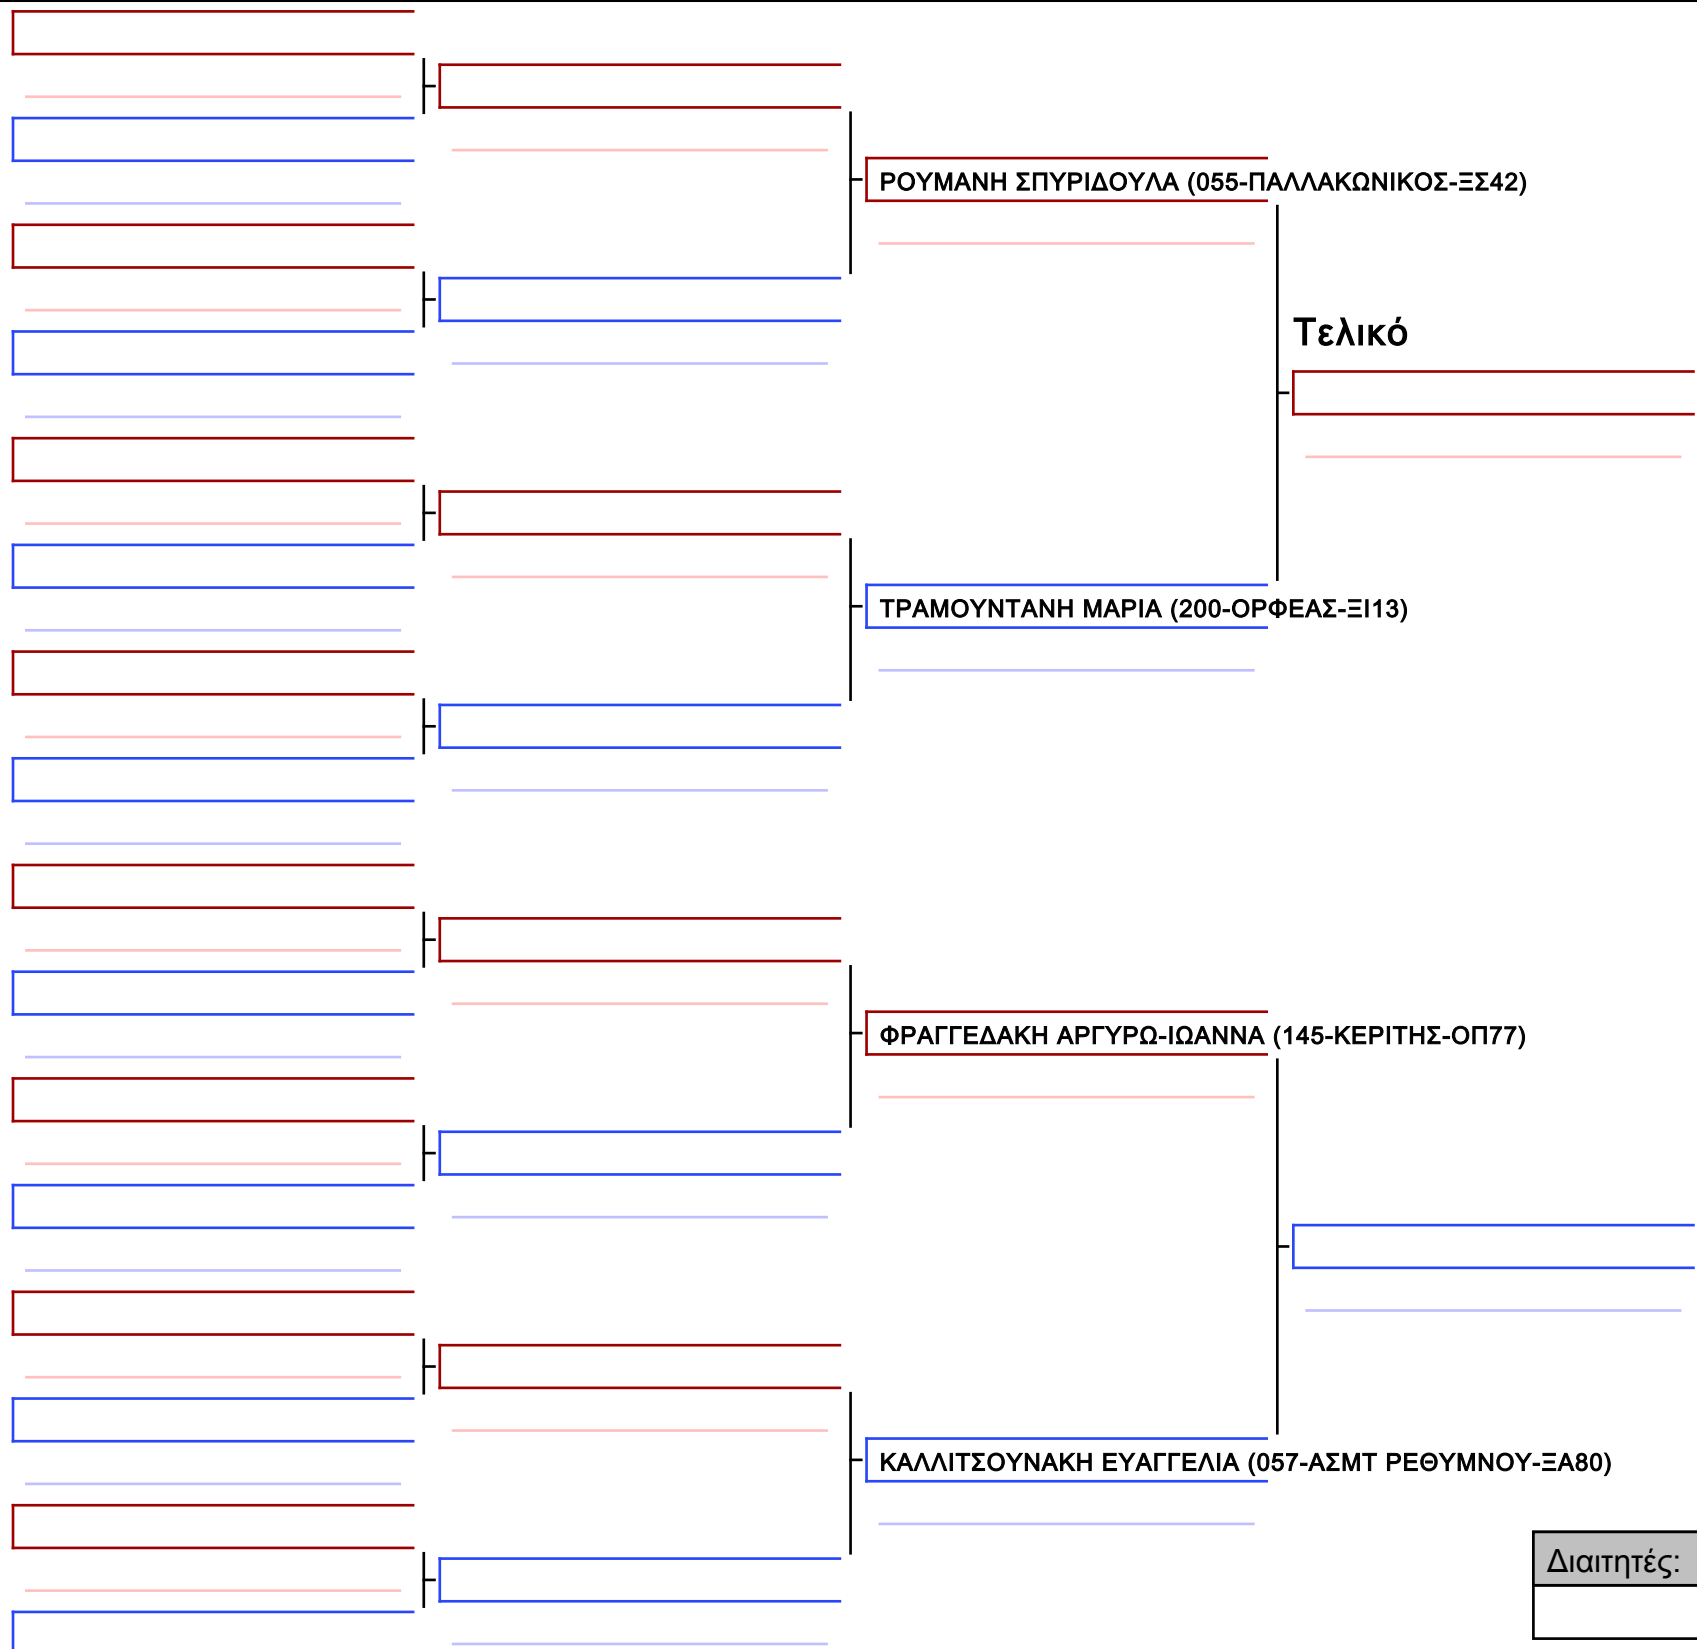 ΡΟΥΜΑΝΗ ΣΠΥΡΙΔΟΥΛΑ (055-ΠΑΛΛΑΚΩΝΙΚΟΣ-ΞΣ42)
Τελικό
ΤΡΑΜΟΥΝΤΑΝΗ ΜΑΡΙΑ (200-ΟΡΦΕΑΣ-ΞΙ13)
ΦΡΑΓΓΕΔΑΚΗ ΑΡΓΥΡΩ-ΙΩΑΝΝΑ (145-ΚΕΡΙΤΗΣ-ΟΠ77)
ΚΑΛΛΙΤΣΟΥΝΑΚΗ ΕΥΑΓΓΕΛΙΑ (057-ΑΣΜΤ ΡΕΘΥΜΝΟΥ-ΞΑ80)
Διαιτητές: